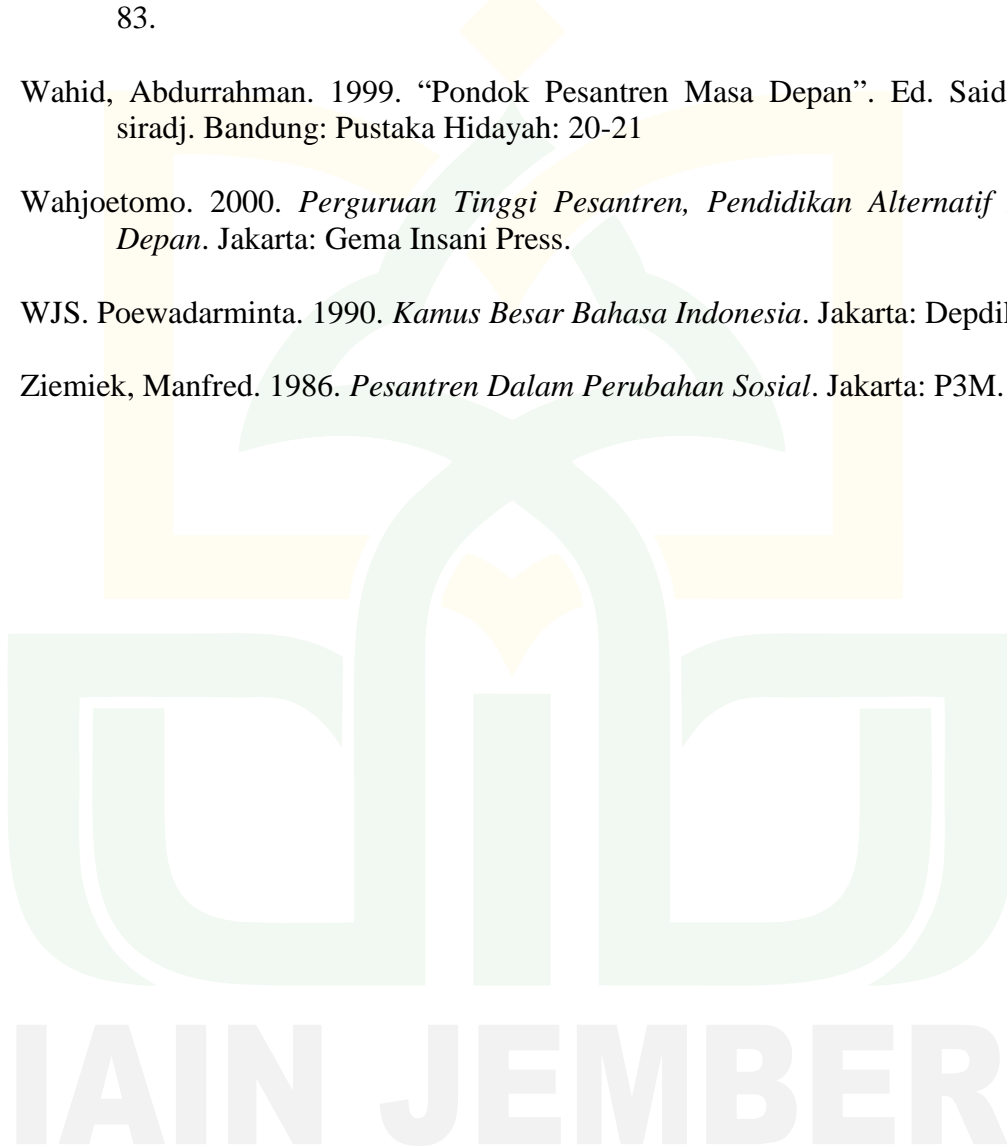 83.
Wahid, Abdurrahman. 1999. “Pondok Pesantren Masa Depan”. Ed. Said
siradj. Bandung: Pustaka Hidayah: 20-21
Wahjoetomo. 2000. Perguruan Tinggi Pesantren, Pendidikan Alternatif
Depan. Jakarta: Gema Insani Press.
WJS. Poewadarminta. 1990. Kamus Besar Bahasa Indonesia. Jakarta:
Ziemiek, Manfred. 1986. Pesantren Dalam Perubahan Sosial. Jakarta: P3M.
IAIN JEMBER